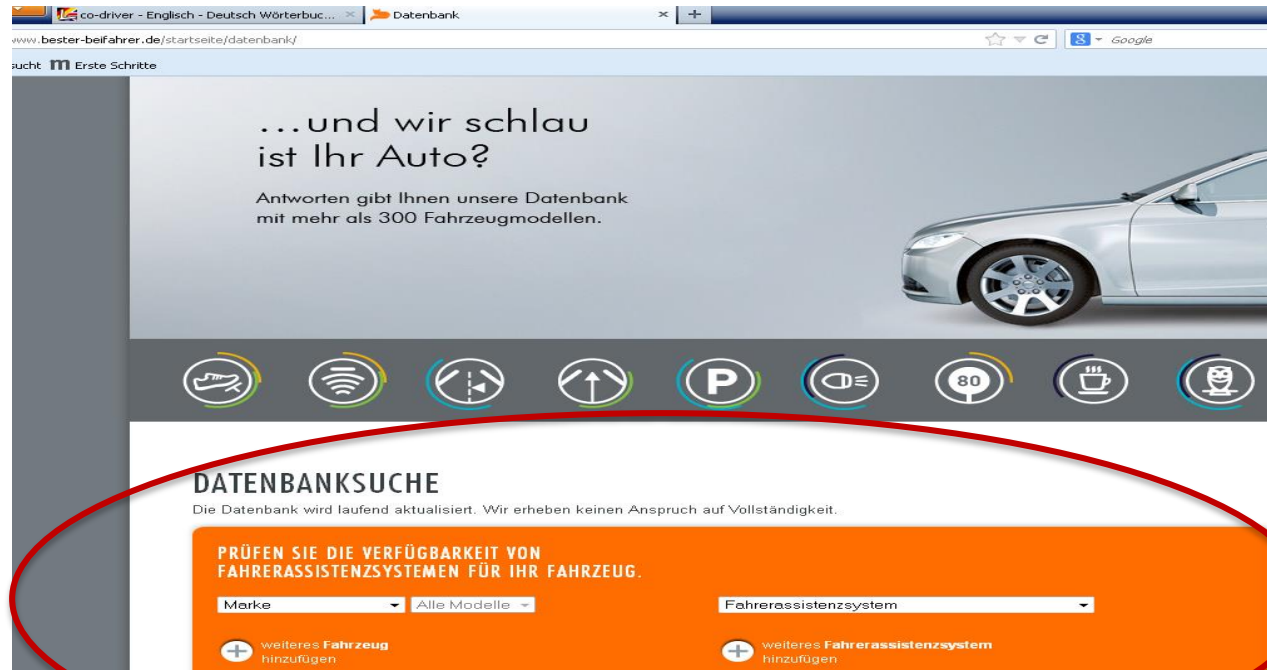 co-driver - Englisch - Deutsch Wörterbuc...
Datenbank
www.bester-beifahrer.de/startseite/datenbank/
Google
sucht
Erste Schritte
...und wir schlau
ist Ihr Auto?
Antworten gibt Ihnen unsere Datenbank
mit mehr als 300 Fahrzeugmodellen.
P
80
DATENBANKSUCHE
Die Datenbank wird laufend aktualisiert. Wir erheben keinen Anspruch auf Vollständigkeit.
PRÜFEN SIE DIE VERFÜGBARKEIT VON
FAHRERASSISTENZSYSTEMEN FÜR IHR FAHRZEUG.
Marke
Alle Modelle
Fahrerassistenzsystem
weiteres Fahrzeug
hinzufügen
weiteres Fahrerassistenzsystem
hinzufügen